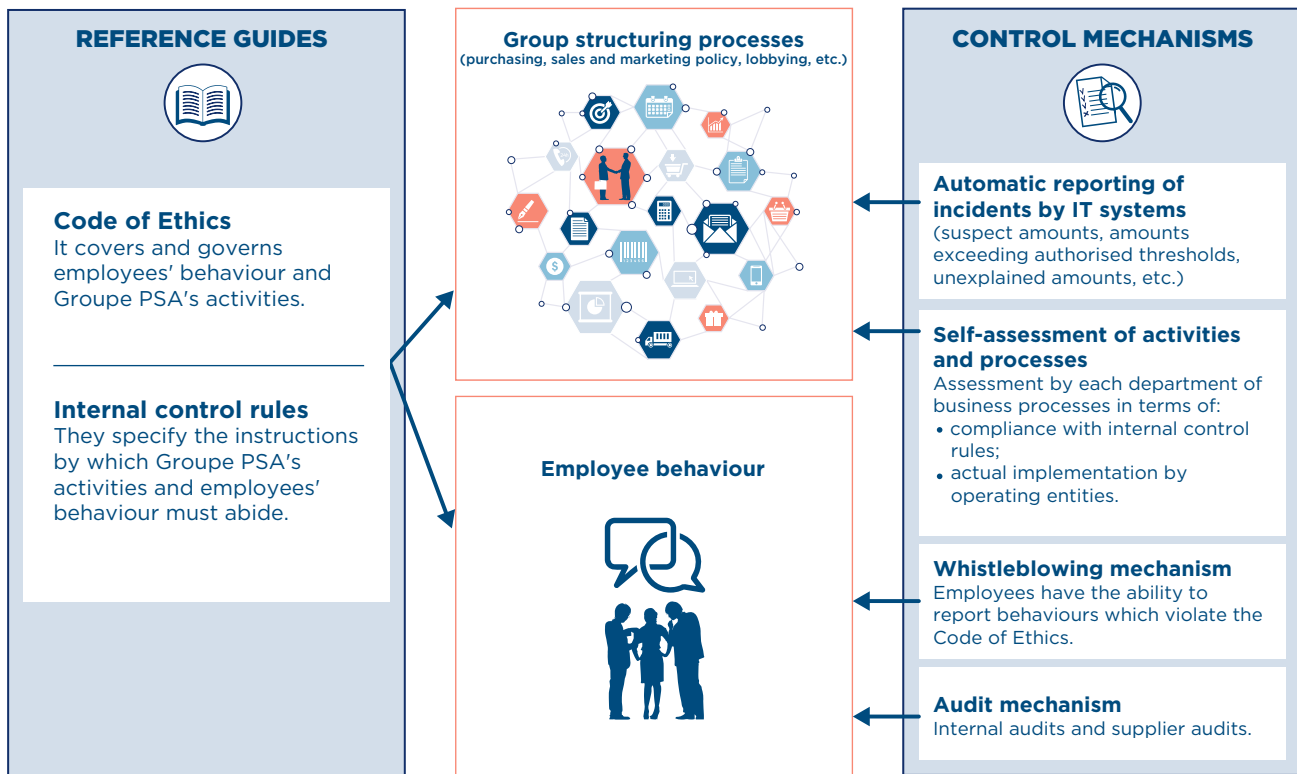 REFERENCE GUIDES
Code of Ethics
It covers and governs
employees' behaviour and
Groupe PSA's activities.
Internal control rules
They specify the instructions
by which Groupe PSA's
activities and employees'
behaviour must abide.
Group structuring processes
(purchasing, sales and marketing policy, lobbying, etc.)
$
Employee behaviour
CONTROL MECHANISMS
Automatic reporting of
incidents by IT systems
(suspect amounts, amounts
exceeding authorised thresholds,
unexplained amounts, etc.)
Self-assessment of activities
and processes
Assessment by each department of
business processes in terms of:
• compliance with internal control
rules;
• actual implementation by
operating entities.
Whistleblowing mechanism
Employees have the ability to
report behaviours which violate the
Code of Ethics.
Audit mechanism
Internal audits and supplier audits.